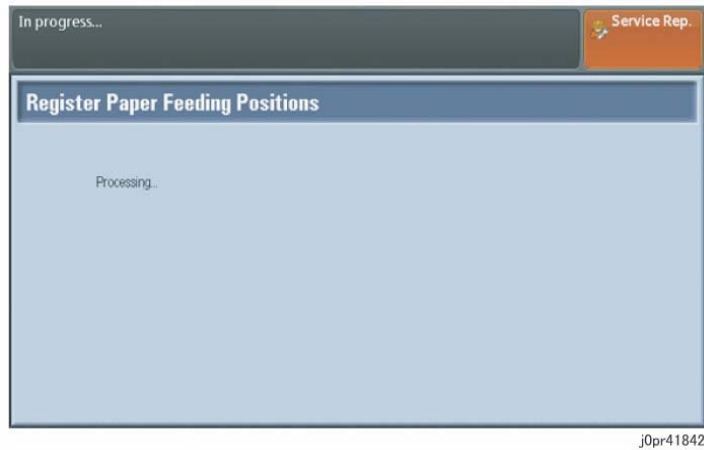 In progress...
Service Rep.
Register Paper Feeding Positions
Processing...
j0pr41842